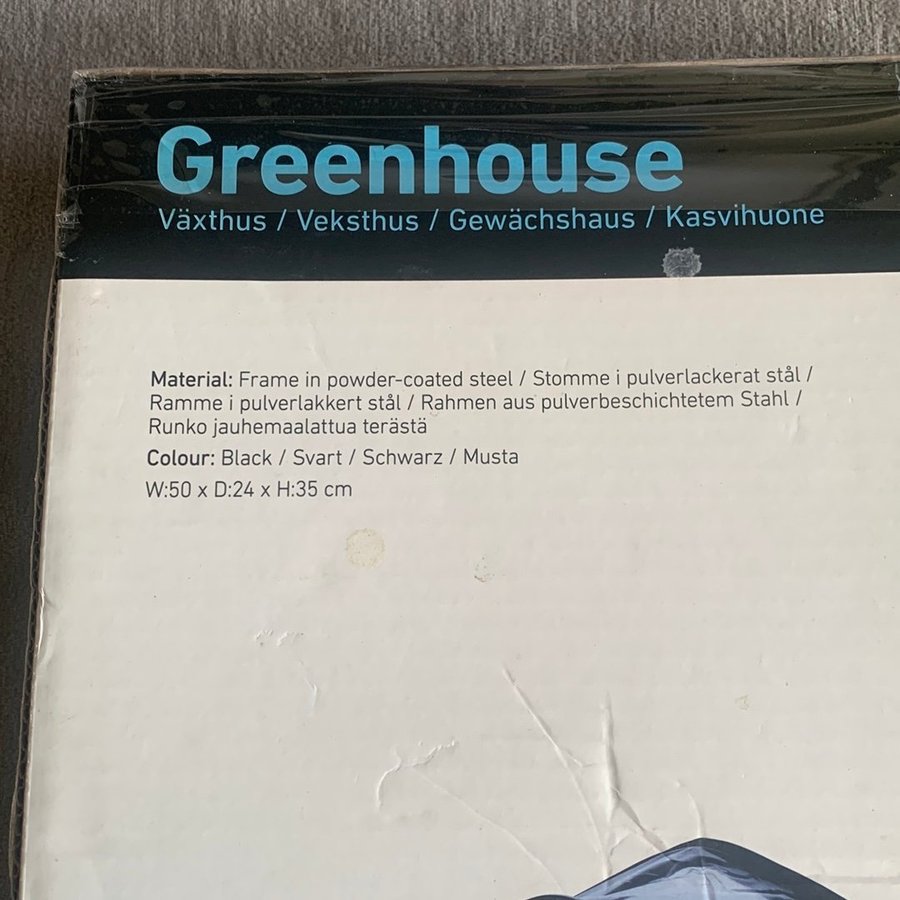 Greenhouse
Växthus / Veksthus / Gewächshaus / Kasvihuone
Material: Frame in powder-coated steel / Stomme i pulverlackerat stål /
Ramme i pulverlakkert stål / Rahmen aus pulverbeschichtetem Stahl /
Runko jauhemaalattua terästä
Colour: Black / Svart / Schwarz / Musta
W:50 x D:24 x H:35 cm